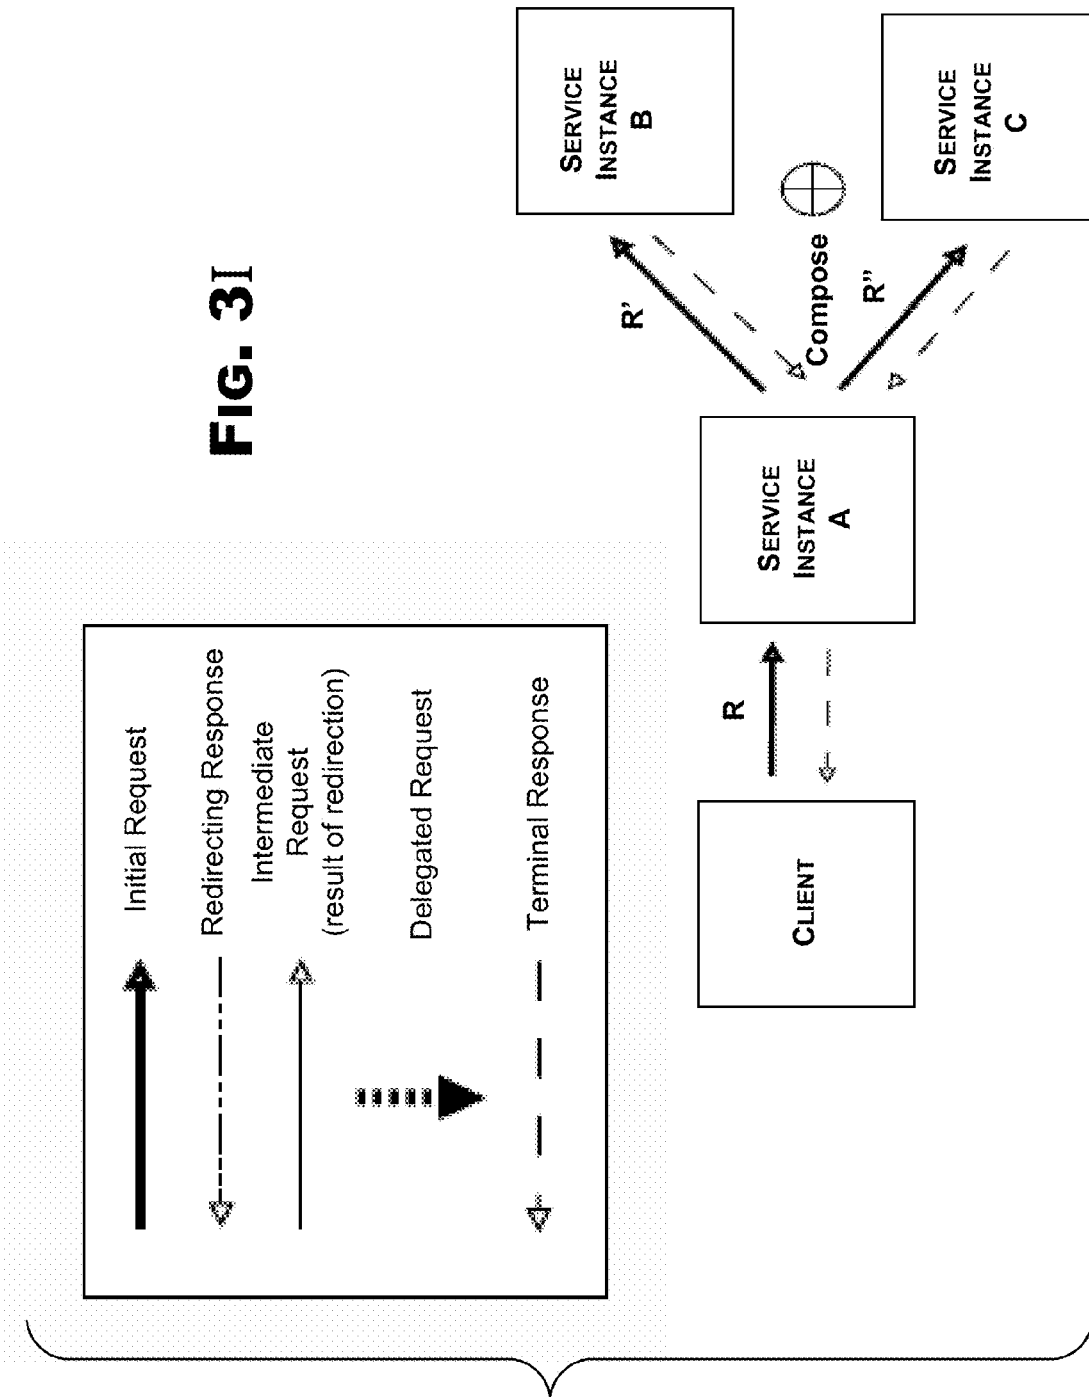 FIG. 3I
Initial Request
Redirecting Response
Intermediate
Request
(result of redirection)
Delegated Request
Terminal Response
CLIENT
R
SERVICE
INSTANCE
A
R'
Compose
R"
SERVICE
INSTANCE
B
SERVICE
INSTANCE
C